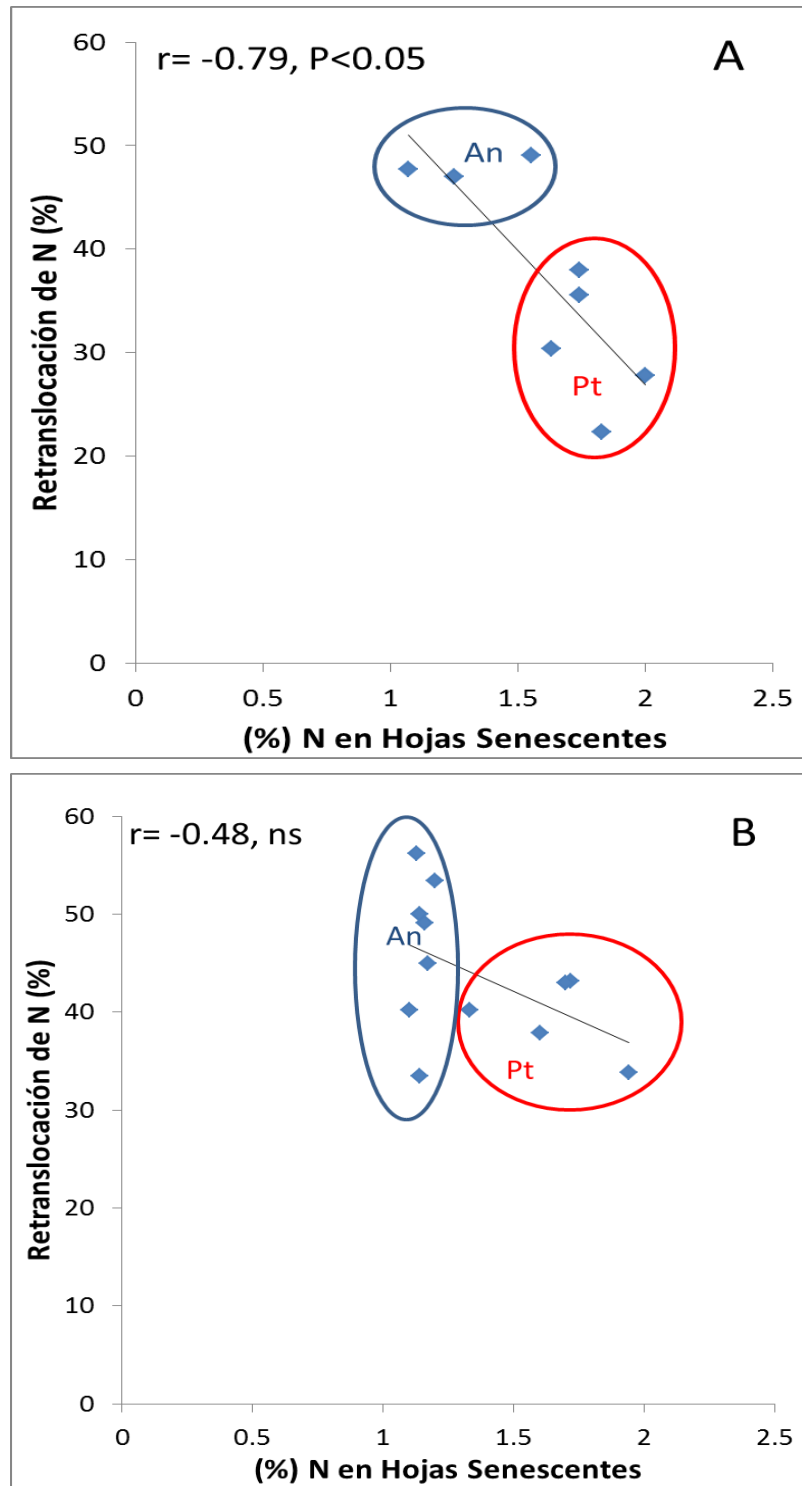 r= -0.79, P<0.05
A
60
50
40
30
20
10
0
Retranslocación de N (%)
An
Pt
0
0.5
1
1.5
2
2.5
(%) N en Hojas Senescentes
r= -0.48, ns
B
60
50
40
30
20
10
0
Retranslocación de N (%)
An
Pt
0
0.5
1
1.5
2
2.5
(%) N en Hojas Senescentes